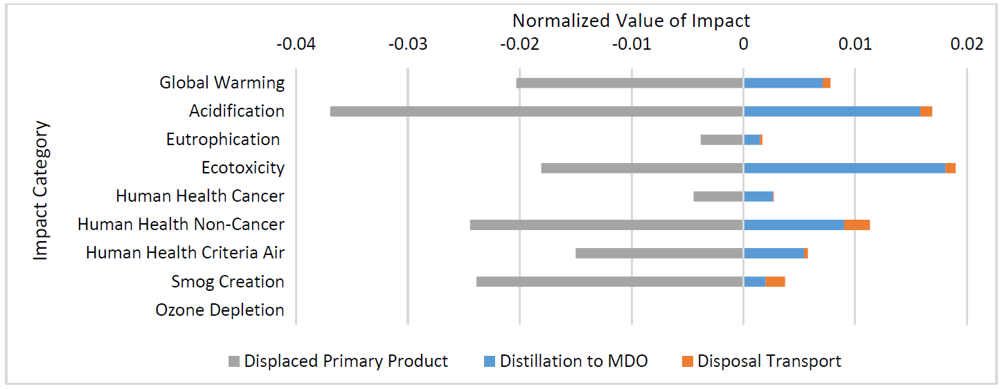 Normalized Value of Impact
-0.04 -0.03 -0.02 -0.01 0 0.01 0.02
Impact Category
Global Warming
Acidification
Eutrophication
Ecotoxicity
Human Health Cancer
Human Health Non-Cancer
Human Health Criteria Air
Smog Creation
Ozone Depletion
Displaced Primary Product Distillation to MDO Disposal Transport